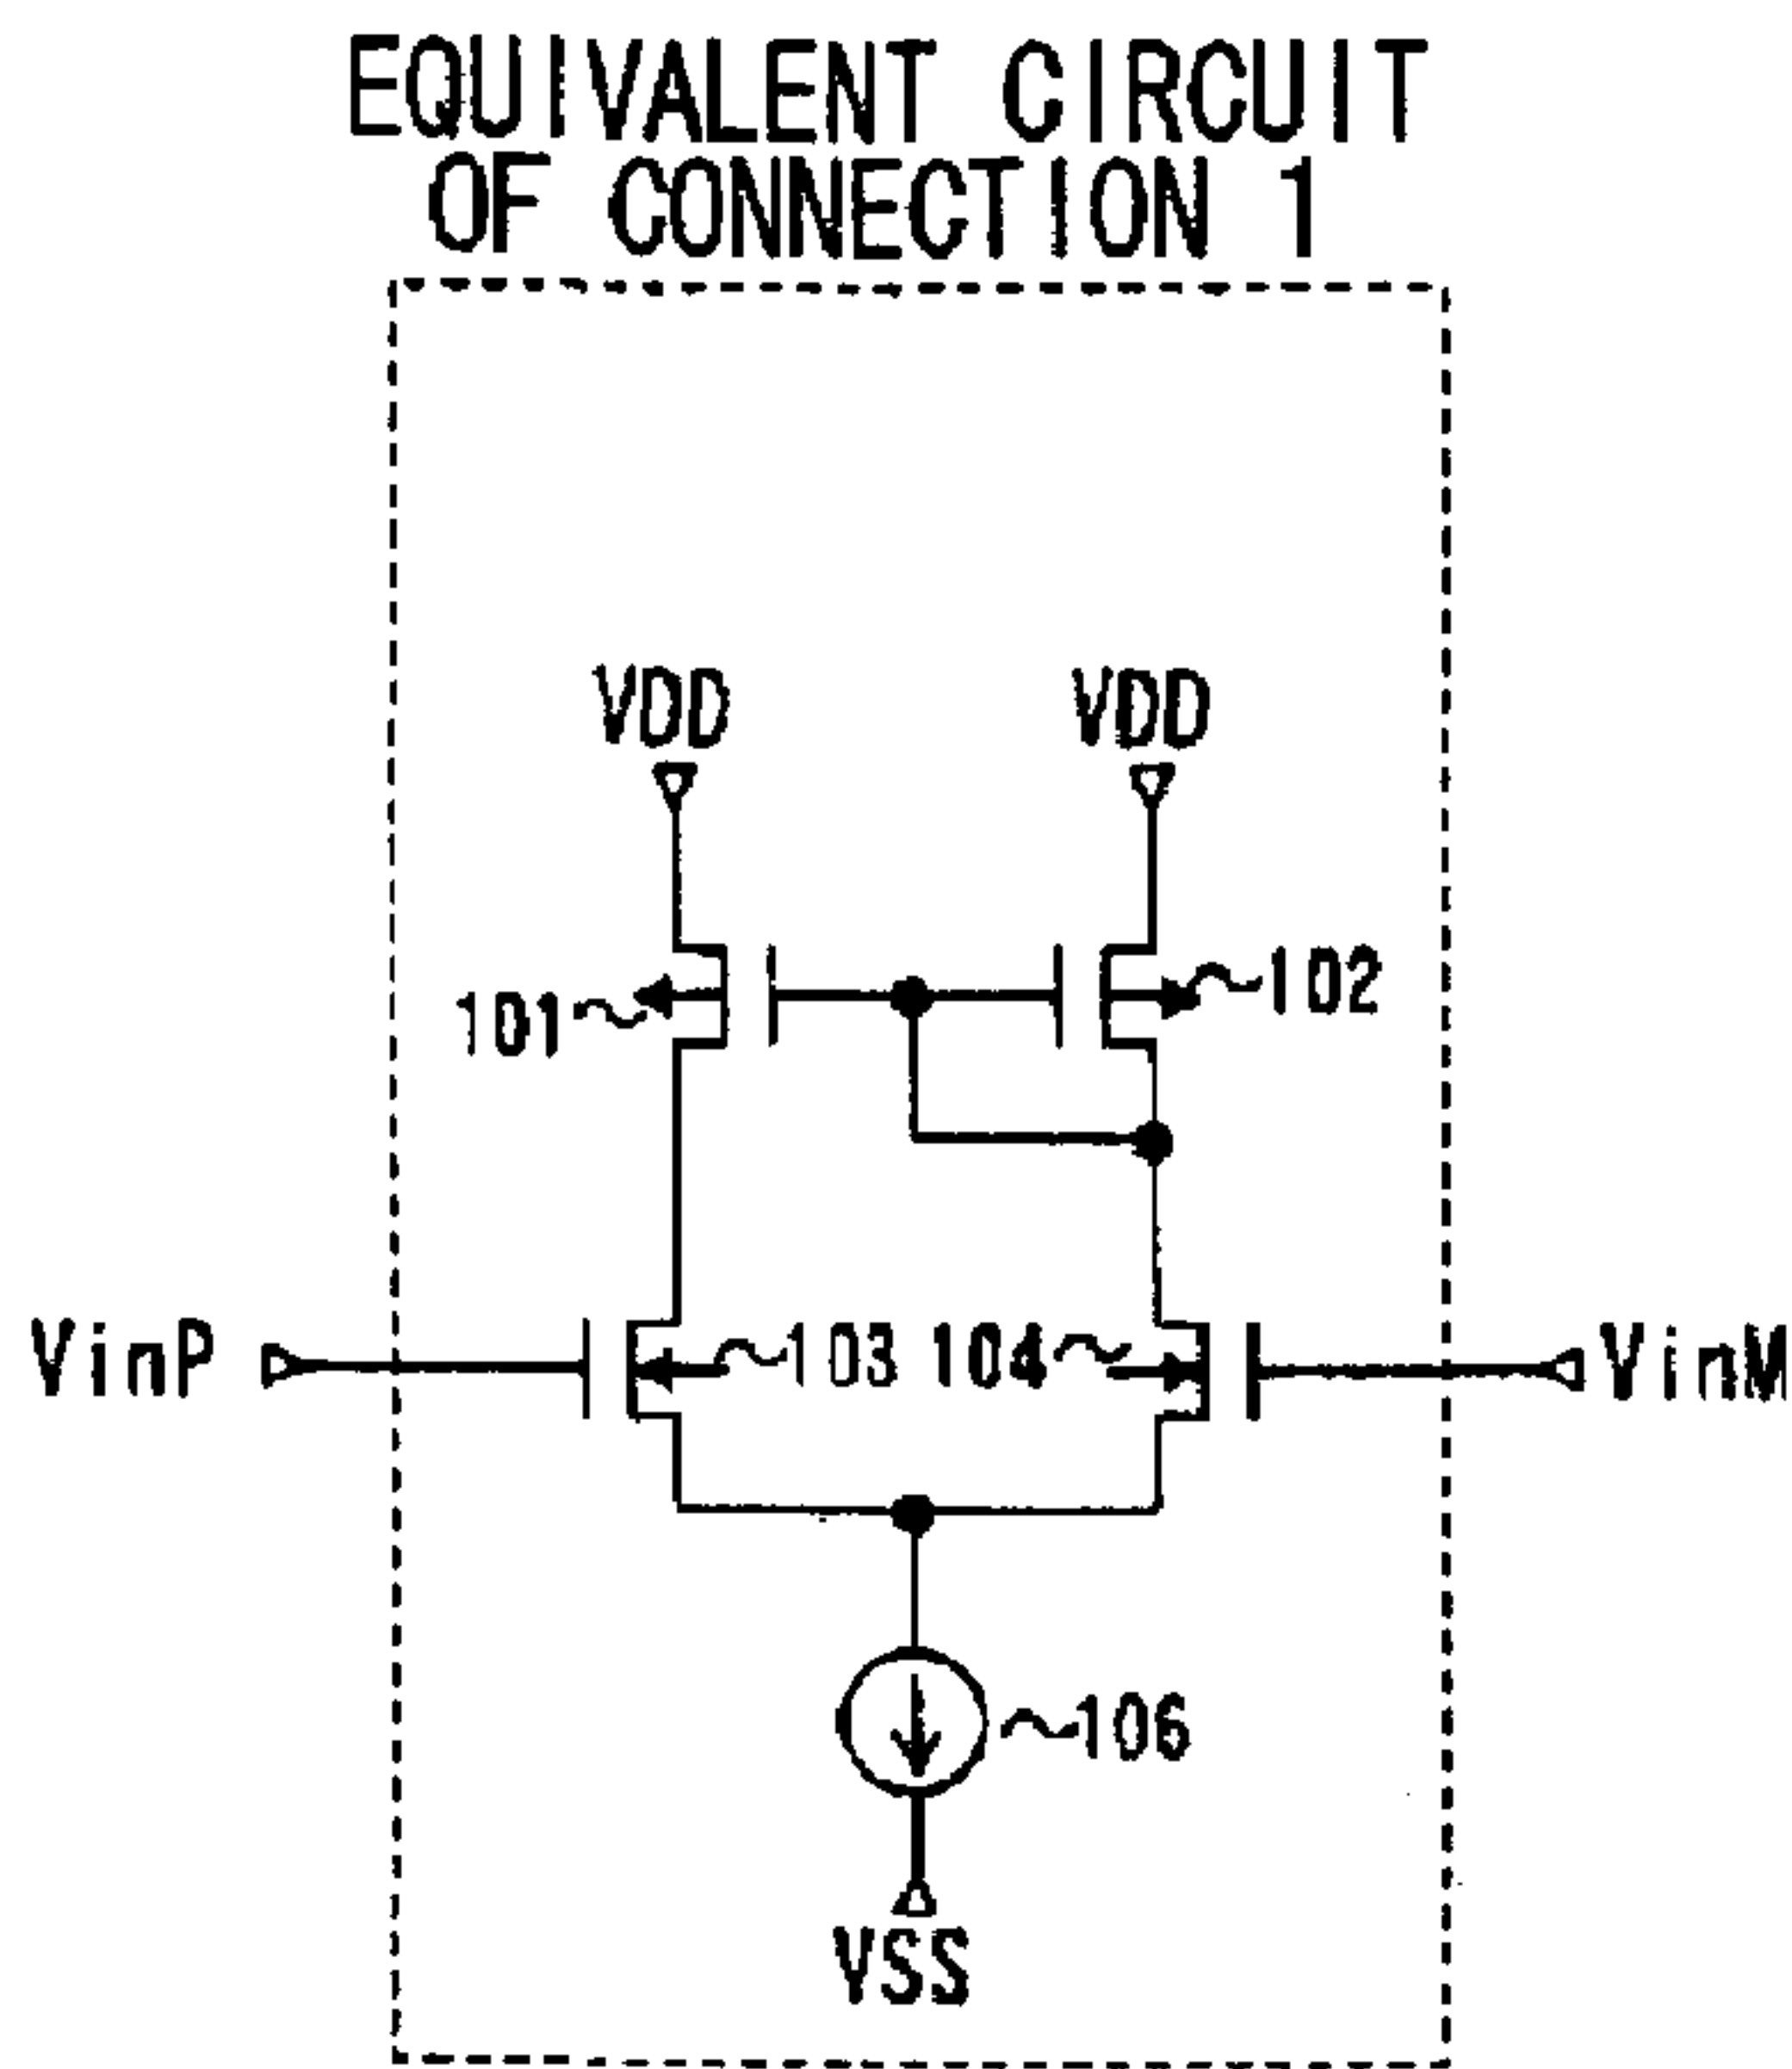 EQUIVALENT CIRCUIT
OF CONNECTION 1
VDD VDD
101 102
VinP 103 104 VinM
106
VSS